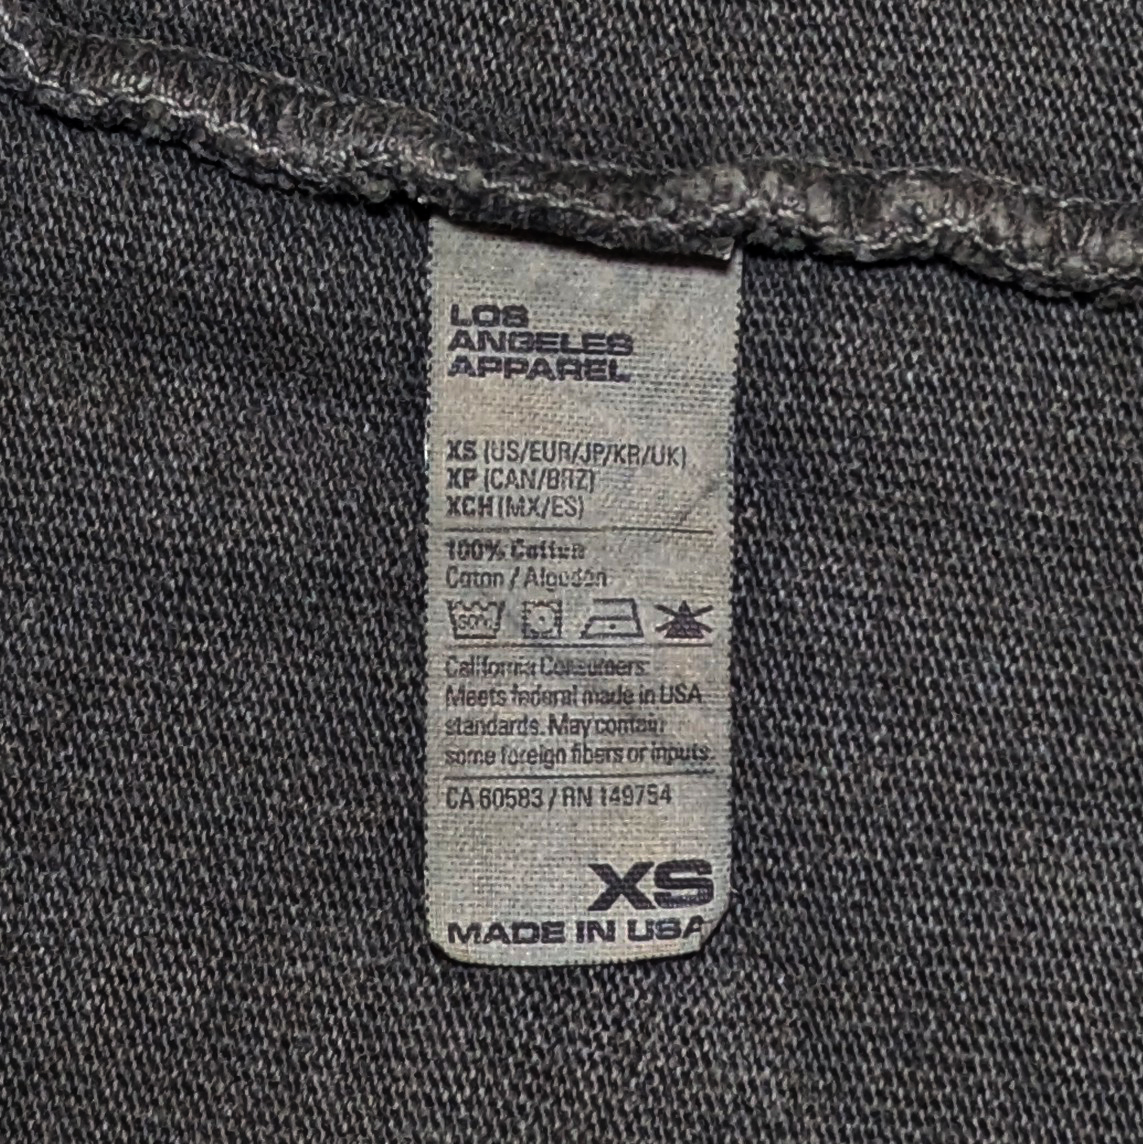 LOS
ANGELES
APPAREL
XS (US/EUR/JP/KR/UK)
XP (CAN/BRZ)
XCH (MX/ES)
100% Cotton
Coton / Algodón
California Consumers:
Meets federal made in USA
standards. May contain
some foreign fibers or inputs.
CA 60583 / RN 149754
XS
MADE IN USA